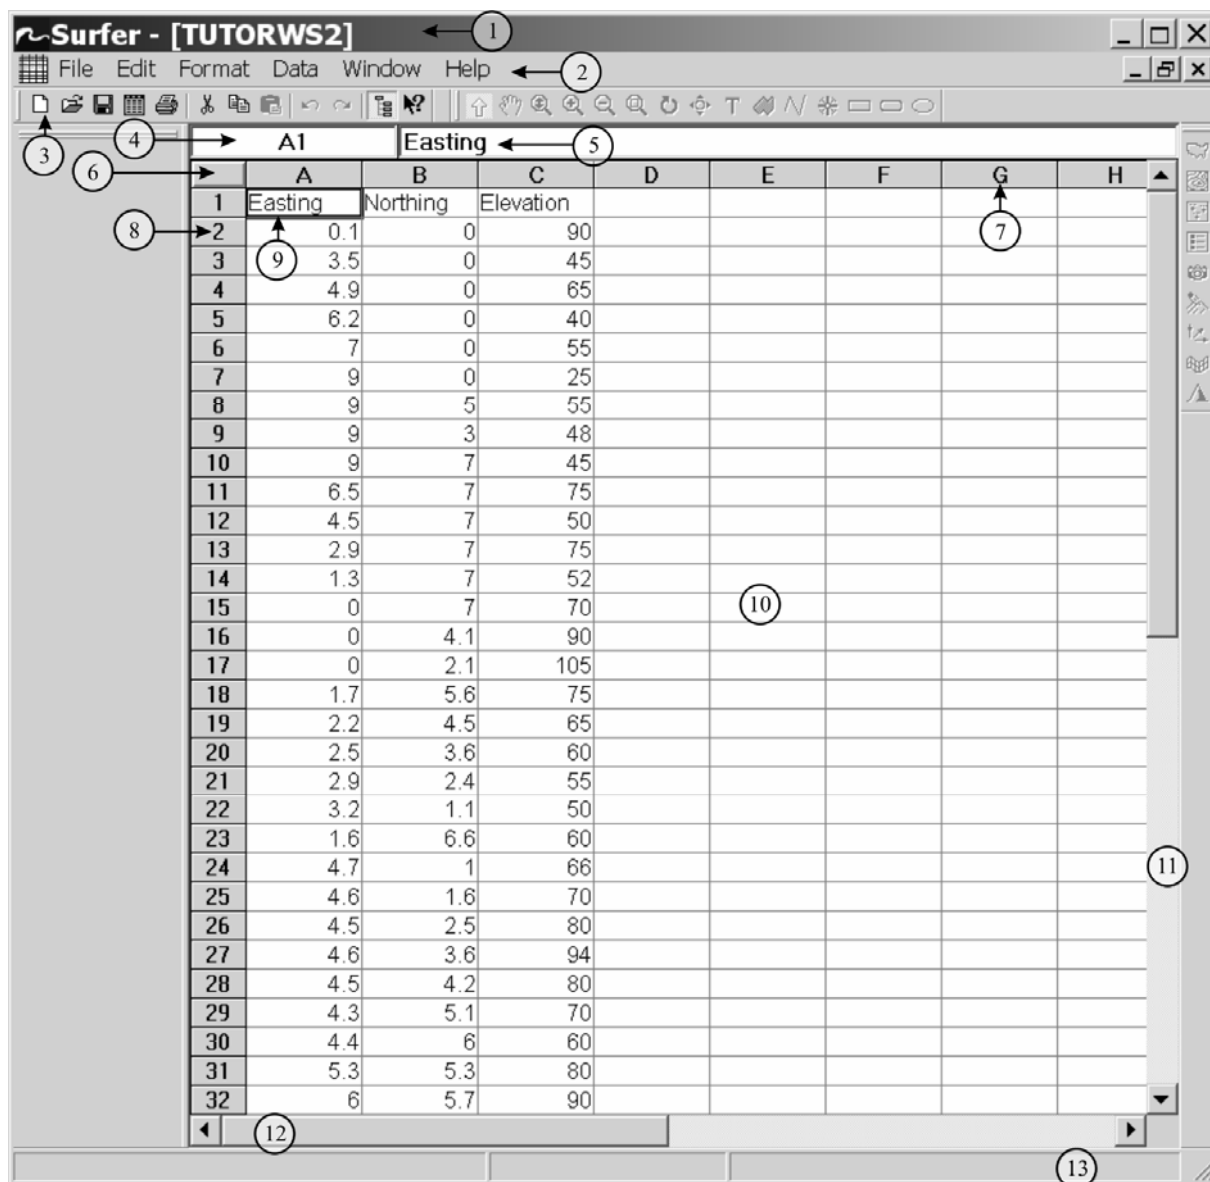 Surfer - [TUTORWS2] 1
File Edit Format Data Window Help 2
3
4 A1 Easting 5
6 A B C D E F G H
1 Easting Northing Elevation
8 2 0.1 0 90 7
9 3 3.5 0 45
4 4.9 0 65
5 6.2 0 40
6 7 0 55
7 9 0 25
8 9 5 55
9 9 3 48
10 9 7 45
11 6.5 7 75
12 4.5 7 50
13 2.9 7 75
14 1.3 7 52
15 0 7 70 10
16 0 4.1 90
17 0 2.1 105
18 1.7 5.6 75
19 2.2 4.5 65
20 2.5 3.6 60
21 2.9 2.4 55
22 3.2 1.1 50
23 1.6 6.6 60
24 4.7 1 66 11
25 4.6 1.6 70
26 4.5 2.5 80
27 4.6 3.6 94
28 4.5 4.2 80
29 4.3 5.1 70
30 4.4 6 60
31 5.3 5.3 80
32 6 5.7 90
12
13